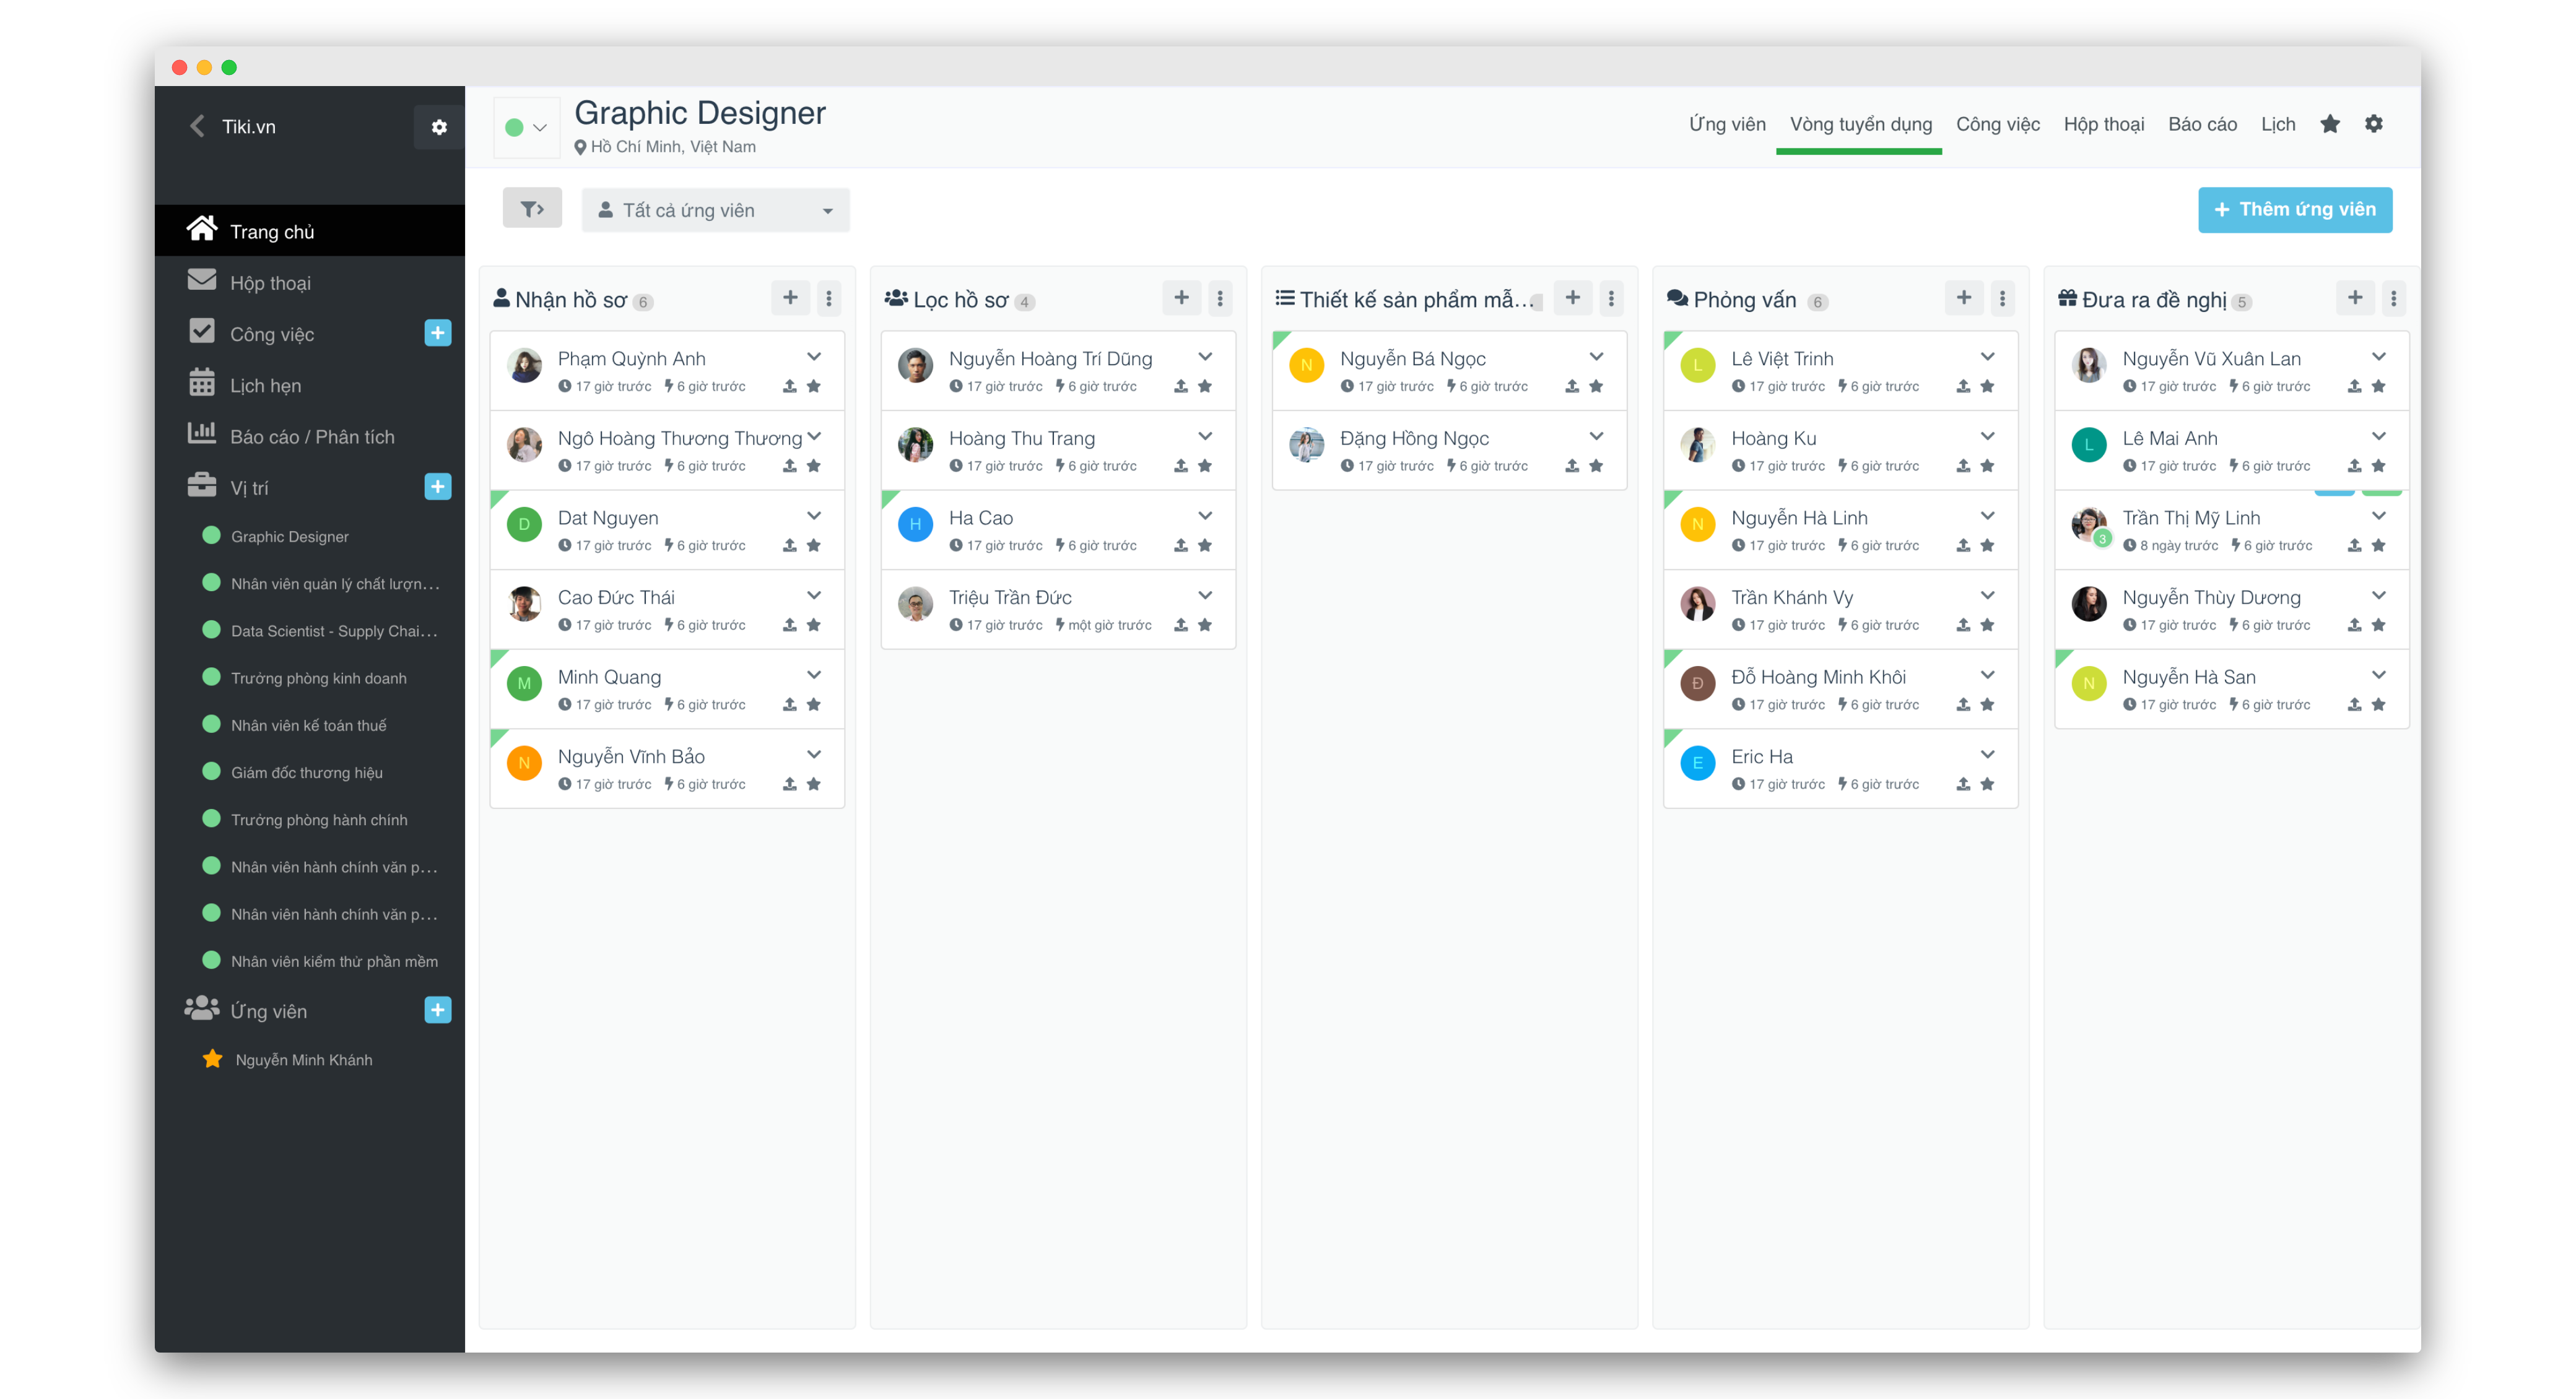 Tiki.vn
Trang chủ
Hộp thoại
Công việc
Lịch hẹn
Báo cáo / Phân tích
Vị trí
Graphic Designer
Nhân viên quản lý chất lượn...
Data Scientist - Supply Chai...
Trưởng phòng kinh doanh
Nhân viên kế toán thuế
Giám đốc thương hiệu
Trưởng phòng hành chính
Nhân viên hành chính văn p...
Nhân viên hành chính văn p...
Nhân viên kiểm thử phần mềm
Ứng viên
Nguyễn Minh Khánh
Graphic Designer
Hồ Chí Minh, Việt Nam
Ứng viên Vòng tuyển dụng Công việc Hộp thoại Báo cáo Lịch
Tất cả ứng viên
+ Thêm ứng viên
Nhận hồ sơ 6
Phạm Quỳnh Anh
17 giờ trước 6 giờ trước
Ngô Hoàng Thương Thương
17 giờ trước 6 giờ trước
D
Dat Nguyen
17 giờ trước 6 giờ trước
Cao Đức Thái
17 giờ trước 6 giờ trước
M
Minh Quang
17 giờ trước 6 giờ trước
N
Nguyễn Vĩnh Bảo
17 giờ trước 6 giờ trước
Lọc hồ sơ 4
Nguyễn Hoàng Trí Dũng
17 giờ trước 6 giờ trước
Hoàng Thu Trang
17 giờ trước 6 giờ trước
H
Ha Cao
17 giờ trước 6 giờ trước
Triệu Trần Đức
17 giờ trước một giờ trước
Thiết kế sản phẩm mẫ...
N
Nguyễn Bá Ngọc
17 giờ trước 6 giờ trước
Đặng Hồng Ngọc
17 giờ trước 6 giờ trước
Phỏng vấn 6
L
Lê Việt Trinh
17 giờ trước 6 giờ trước
Hoàng Ku
17 giờ trước 6 giờ trước
N
Nguyễn Hà Linh
17 giờ trước 6 giờ trước
Trần Khánh Vy
17 giờ trước 6 giờ trước
Đ
Đỗ Hoàng Minh Khôi
17 giờ trước 6 giờ trước
E
Eric Ha
17 giờ trước 6 giờ trước
Đưa ra đề nghị 5
Nguyễn Vũ Xuân Lan
17 giờ trước 6 giờ trước
L
Lê Mai Anh
17 giờ trước 6 giờ trước
Trần Thị Mỹ Linh
3
8 ngày trước 6 giờ trước
Nguyễn Thùy Dương
17 giờ trước 6 giờ trước
N
Nguyễn Hà San
17 giờ trước 6 giờ trước